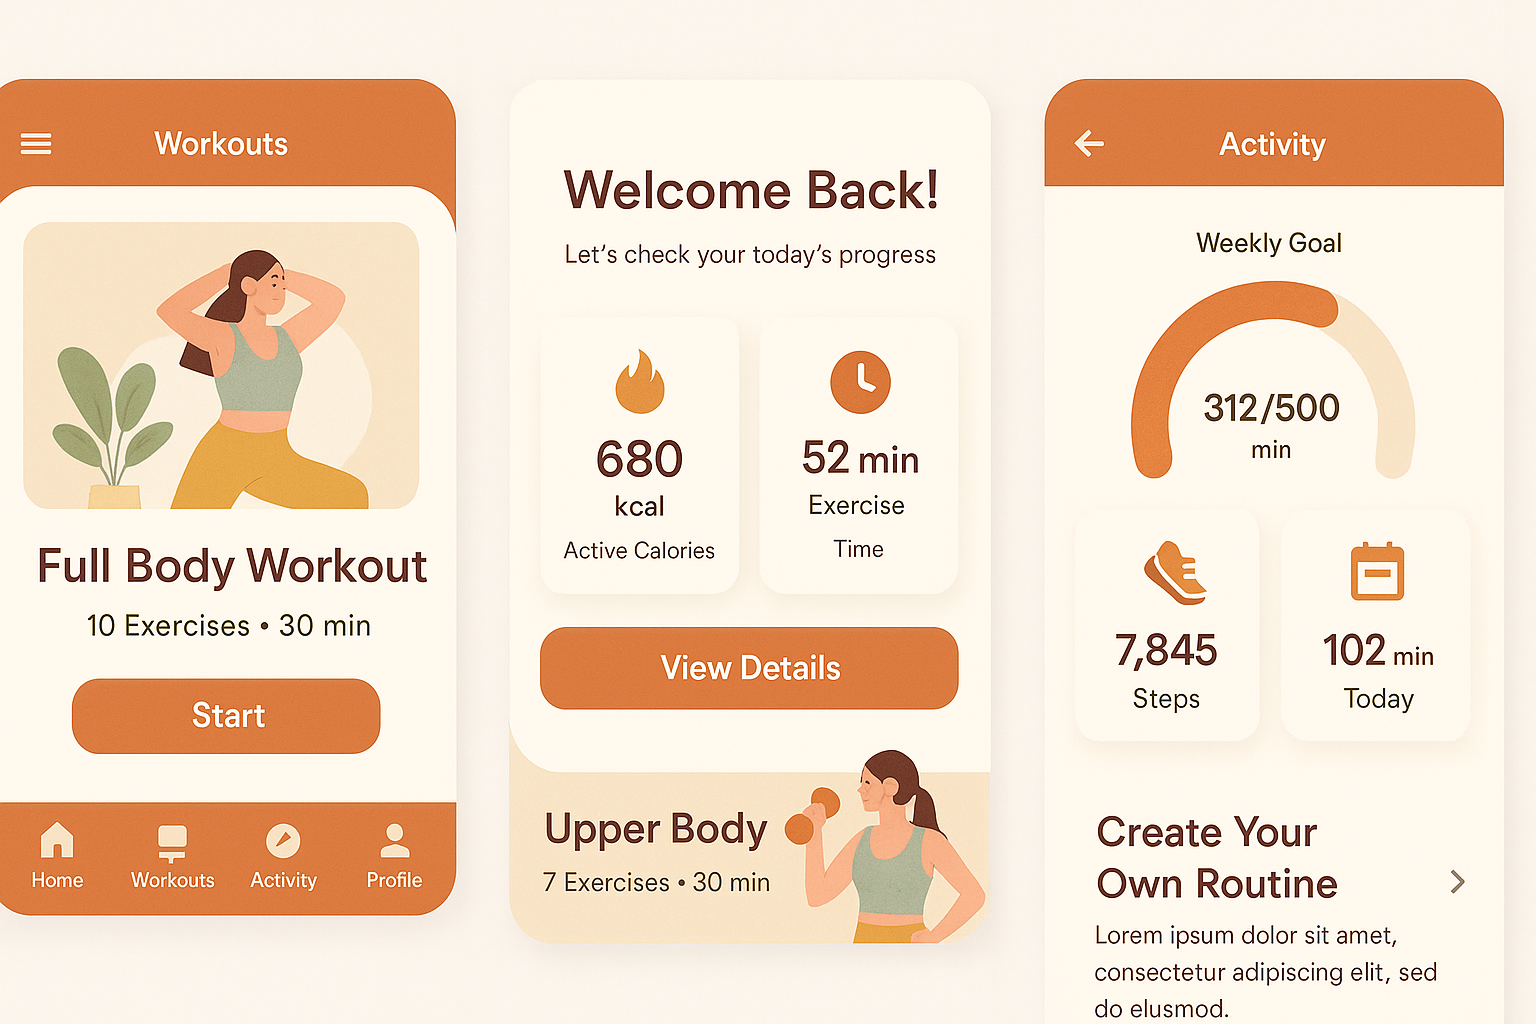 Workouts
Full Body Workout
10 Exercises • 30 min
Start
Home
Workouts
Activity
Profile
Welcome Back!
Let's check your today's progress
680
kcal
Active Calories
52 min
Exercise
Time
View Details
Upper Body
7 Exercises • 30 min
Activity
Weekly Goal
312/500
min
7,845
Steps
102 min
Today
Create Your
Own Routine
Lorem ipsum dolor sit amet,
consectetur adipiscing elit, sed
do elusmod.